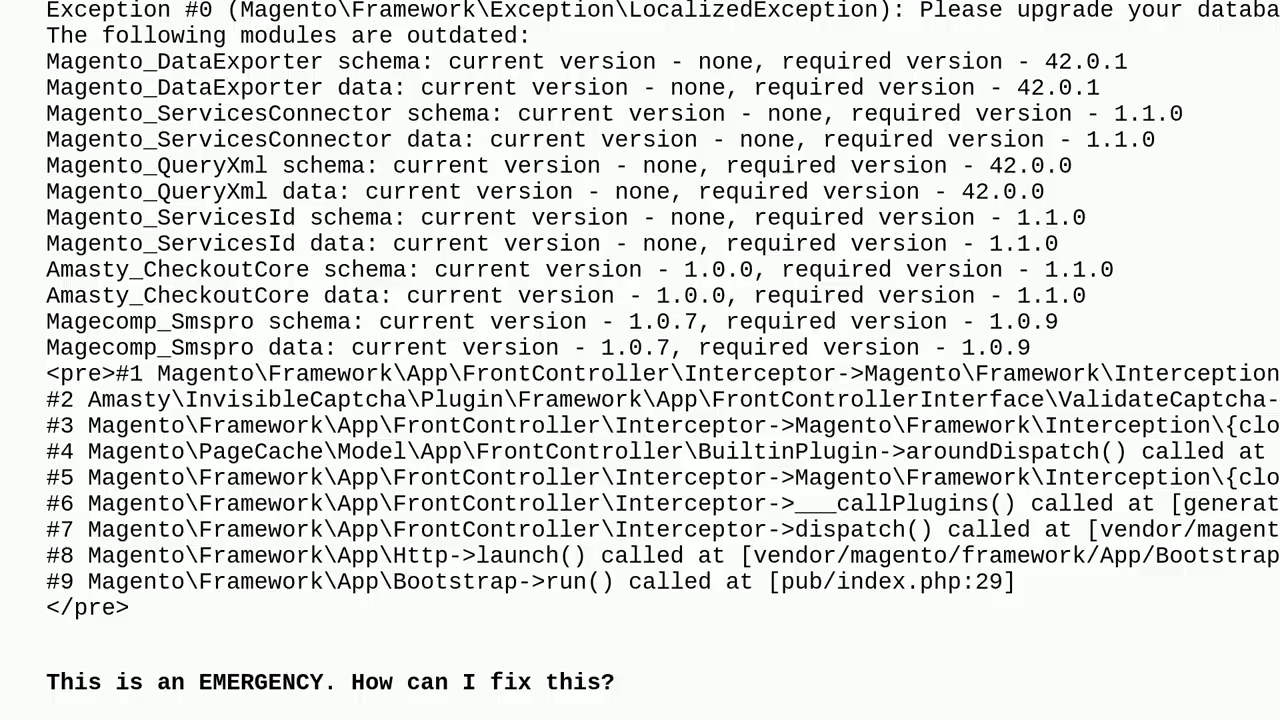 Exception #0 (Magento\Framework\Exception\LocalizedException): Please upgrade your databa
The following modules are outdated:
Magento_DataExporter schema: current version - none, required version - 42.0.1
Magento_DataExporter data: current version - none, required version - 42.0.1
Magento_ServicesConnector schema: current version - none, required version - 1.1.0
Magento_ServicesConnector data: current version - none, required version - 1.1.0
Magento_QueryXml schema: current version - none, required version - 42.0.0
Magento_QueryXml data: current version - none, required version - 42.0.0
Magento_ServicesId schema: current version - none, required version - 1.1.0
Magento_ServicesId data: current version - none, required version - 1.1.0
Amasty_CheckoutCore schema: current version - 1.0.0, required version - 1.1.0
Amasty_CheckoutCore data: current version - 1.0.0, required version - 1.1.0
Magecomp_Smspro schema: current version - 1.0.7, required version - 1.0.9
Magecomp_Smspro data: current version - 1.0.7, required version - 1.0.9
<pre>#1 Magento\Framework\App\FrontController\Interceptor->Magento\Framework\Interception
#2 Amasty\InvisibleCaptcha\Plugin\Framework\App\FrontControllerInterface\ValidateCaptcha-
#3 Magento\Framework\App\FrontController\Interceptor->Magento\Framework\Interception\{clo
#4 Magento\PageCache\Model\App\FrontController\BuiltinPlugin->aroundDispatch() called at
#5 Magento\Framework\App\FrontController\Interceptor->Magento\Framework\Interception\{clo
#6 Magento\Framework\App\FrontController\Interceptor->___callPlugins() called at [generat
#7 Magento\Framework\App\FrontController\Interceptor->dispatch() called at [vendor/magent
#8 Magento\Framework\App\Http->launch() called at [vendor/magento/framework/App/Bootstrap
#9 Magento\Framework\App\Bootstrap->run() called at [pub/index.php:29]
</pre>
This is an EMERGENCY. How can I fix this?